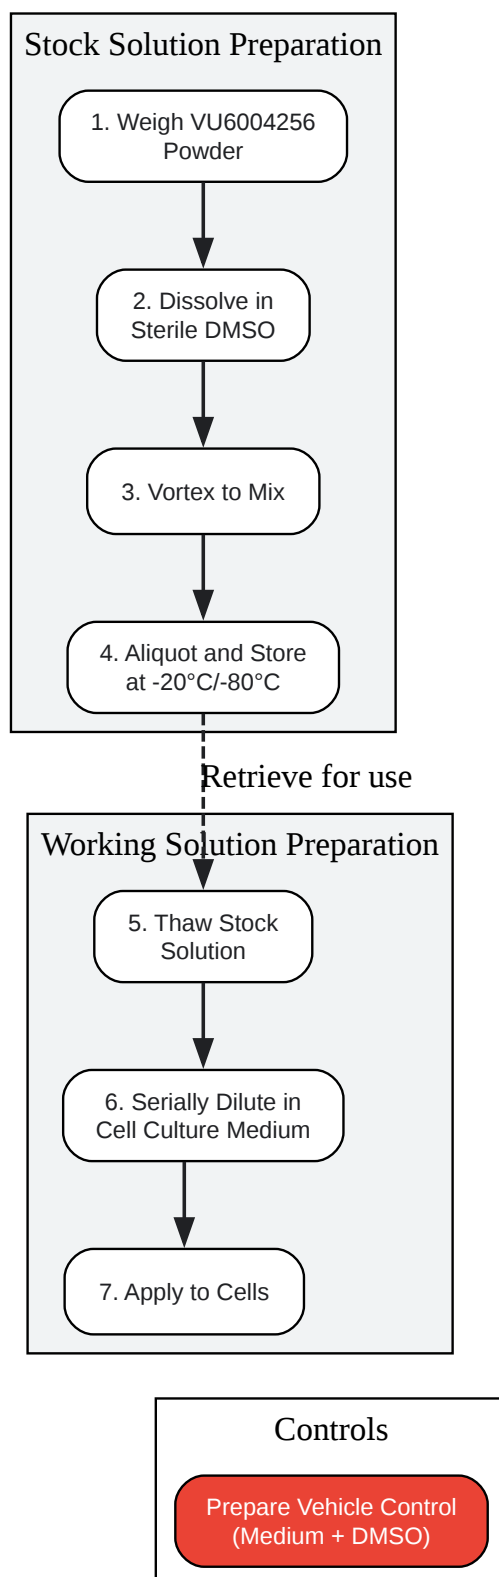 Stock Solution Preparation
1. Weigh VU6004256
Powder
2. Dissolve in
Sterile DMSO
3. Vortex to Mix
4. Aliquot and Store
at -20°C/-80°C
Retrieve for use
Working Solution Preparation
5. Thaw Stock
Solution
6. Serially Dilute in
Cell Culture Medium
7. Apply to Cells
Controls
Prepare Vehicle Control
(Medium + DMSO)